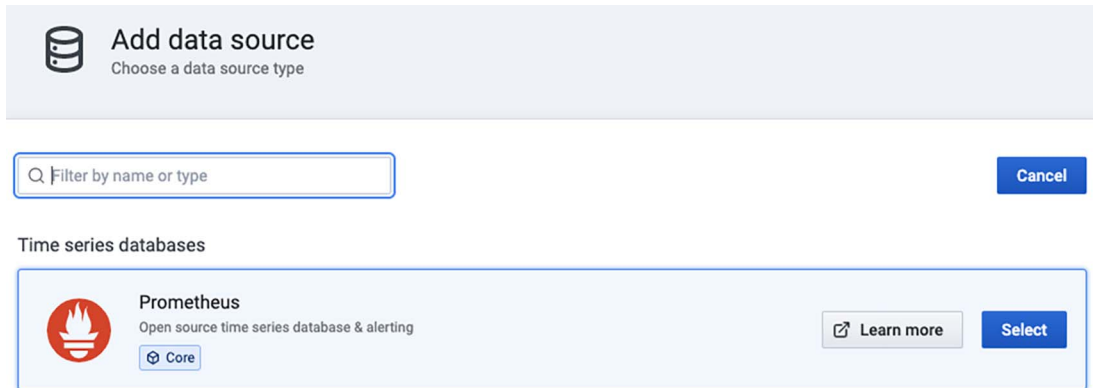 Add data source
Choose a data source type
Filter by name or type
Cancel
Time series databases
Prometheus
Open source time series database & alerting
Learn more
Select
Core